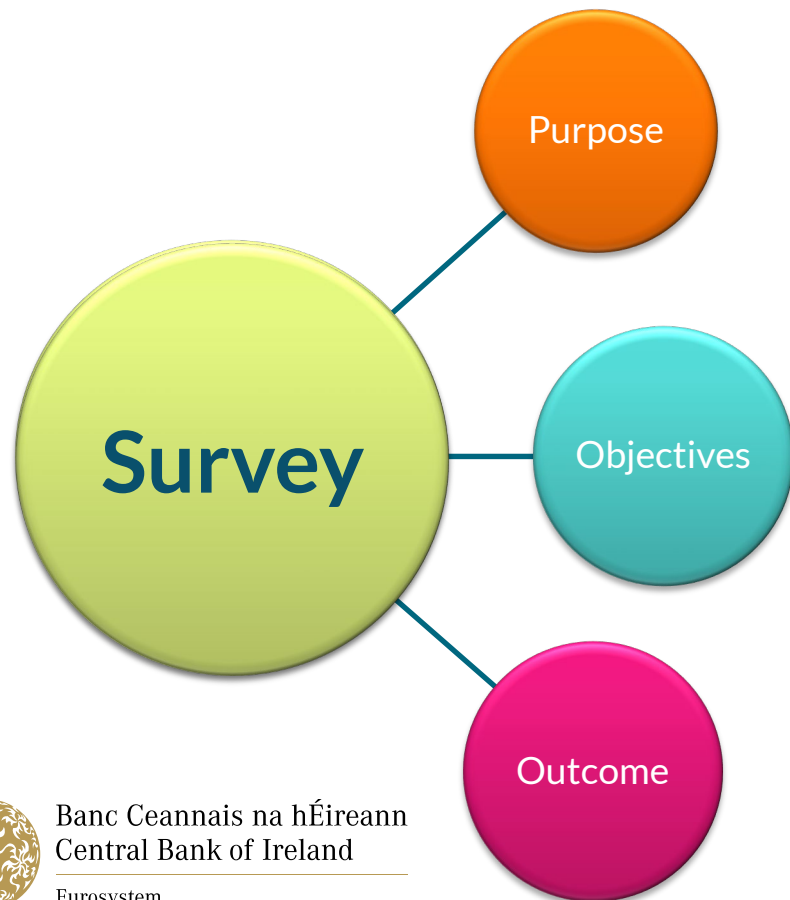 Purpose
Survey
Objectives
Outcome
Banc Ceannais na hÉireann
Central Bank of Ireland
Eurosystem